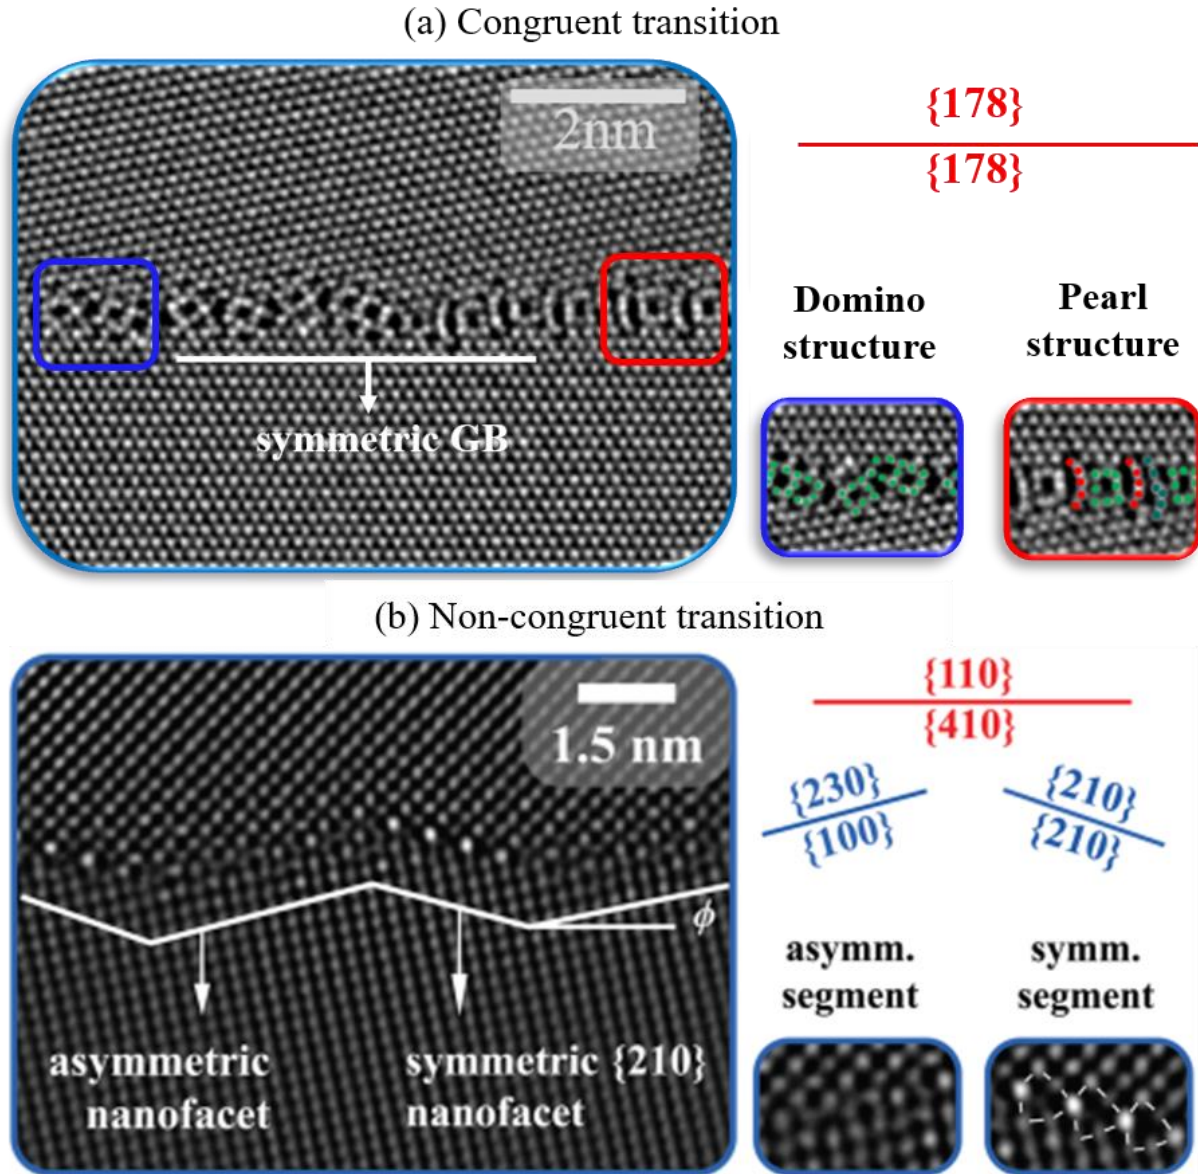 (a) Congruent transition
2nm
symmetric GB
{178}
{178}
Domino
structure
Pearl
structure
(b) Non-congruent transition
1.5 nm
ϕ
asymmetric
nanofacet
symmetric {210}
nanofacet
{110}
{410}
{230}
{100}
{210}
{210}
asymm.
segment
symm.
segment